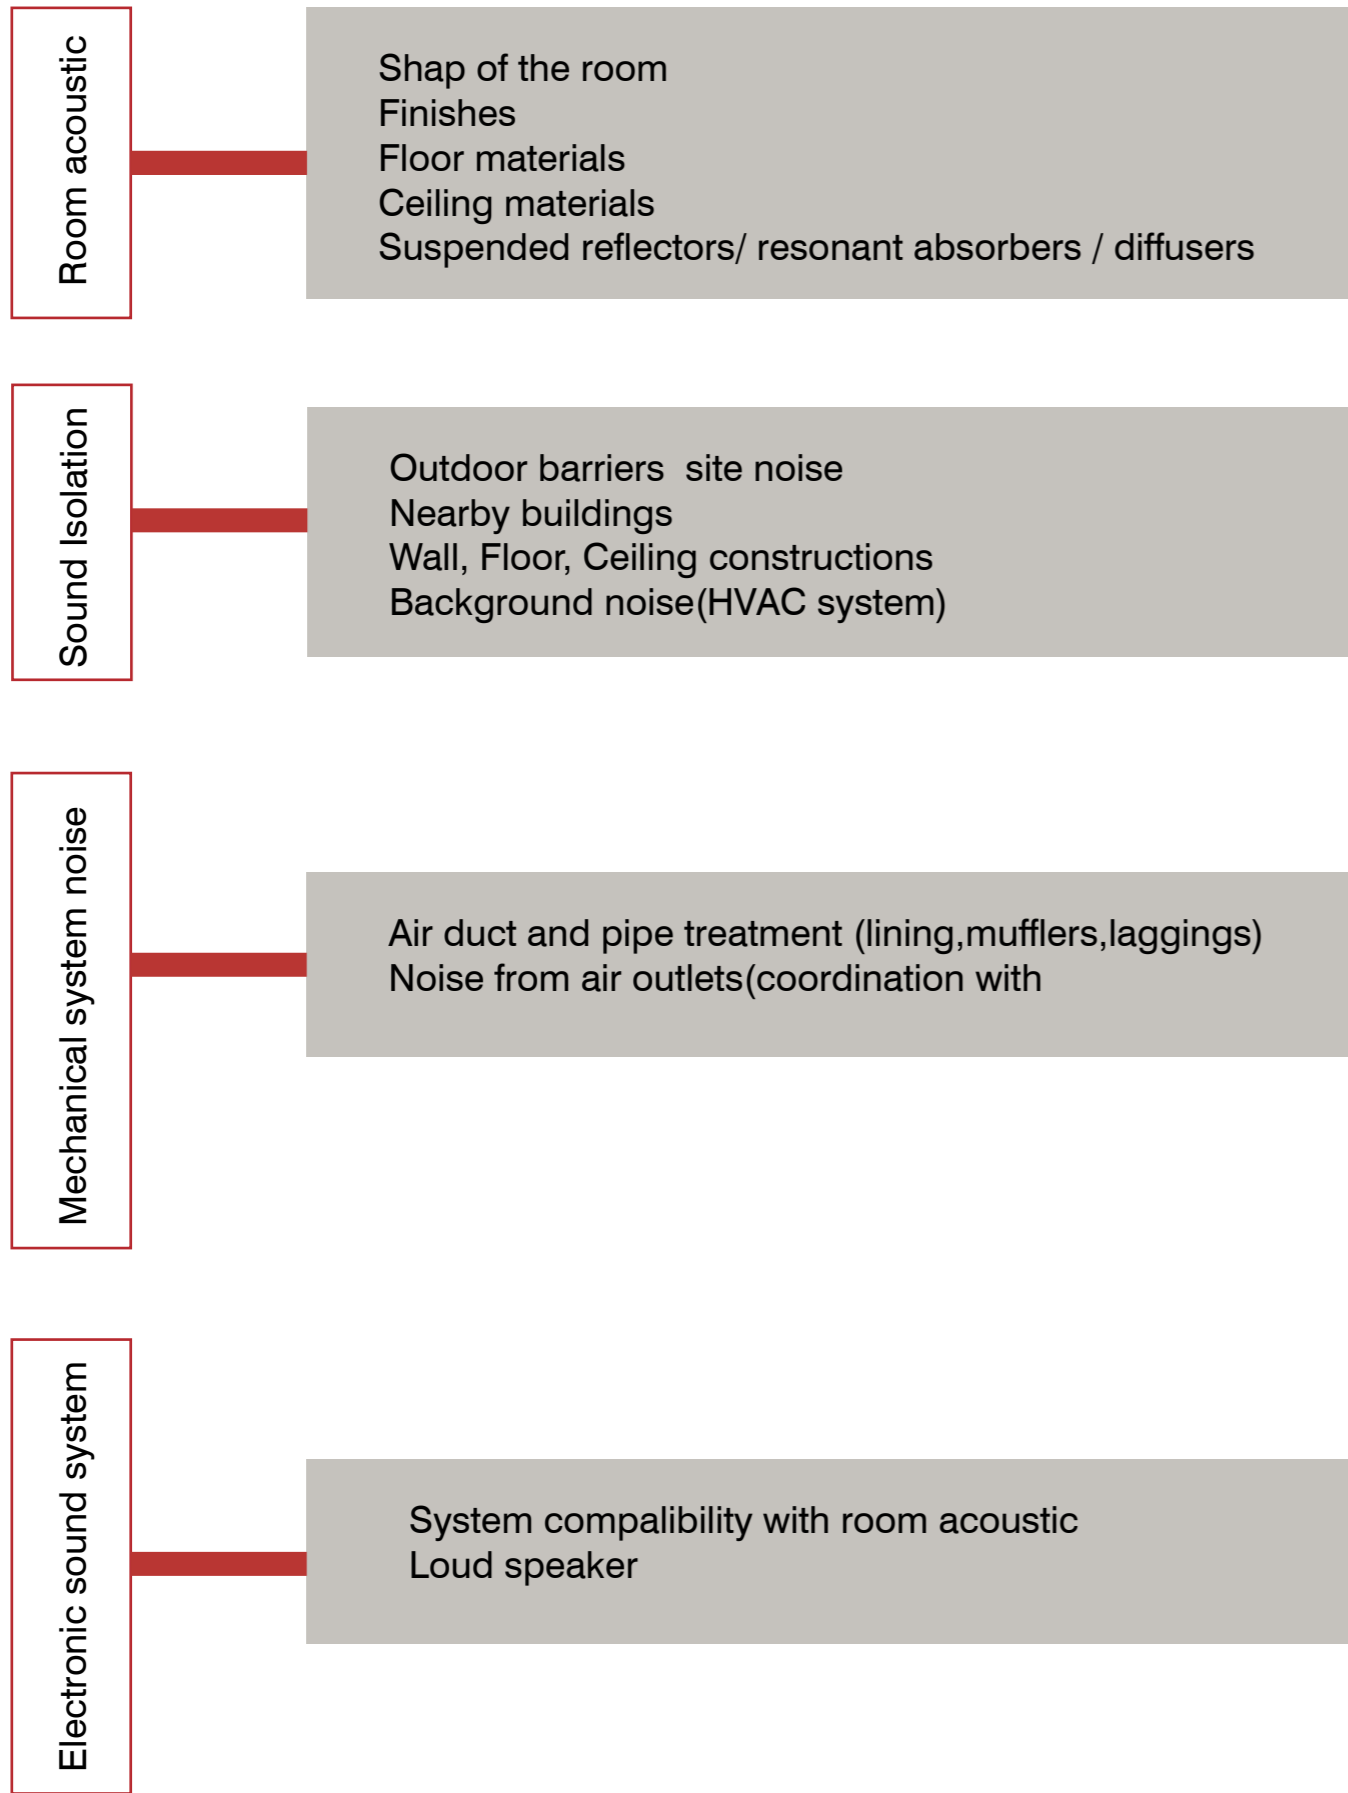 Room acoustic
Shap of the room
Finishes
Floor materials
Ceiling materials
Suspended reflectors/ resonant absorbers / diffusers
Sound Isolation
Outdoor barriers  site noise
Nearby buildings
Wall, Floor, Ceiling constructions
Background noise(HVAC system)
Mechanical system noise
Air duct and pipe treatment (lining,mufflers,laggings)
Noise from air outlets(coordination with
Electronic sound system
System compalibility with room acoustic
Loud speaker